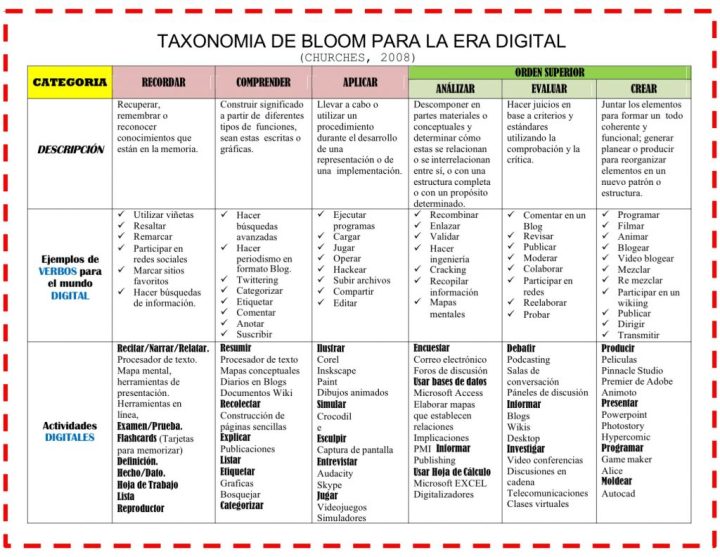 TAXONOMIA DE BLOOM PARA LA ERA DIGITAL
(CHURCHES, 2008)
CATEGORIA
RECORDAR
COMPRENDER
APLICAR
ORDEN SUPERIOR
ANÁLIZAR
EVALUAR
CREAR
DESCRIPCIÓN
Recuperar,
remembrar o
reconocer
conocimientos que
están en la memoria.
Construir significado
a partir de diferentes
tipos de funciones,
sean estas escritas o
gráficas.
Llevar a cabo o
utilizar un
procedimiento
durante el desarrollo
de una
representación o de
una implementación.
Descomponer en
partes materiales o
conceptuales y
determinar cómo
estas se relacionan
o se interrelacionan
entre sí, o con una
estructura completa
o con un propósito
determinado.
Hacer juicios en
base a criterios y
estándares
utilizando la
comprobación y la
crítica.
Juntar los elementos
para formar un todo
coherente y
funcional; generar
planear o producir
para reorganizar
elementos en un
nuevo patrón o
estructura.
Ejemplos de
VERBOS para
el mundo
DIGITAL
✓ Utilizar viñetas
✓ Resaltar
✓ Remarcar
✓ Participar en
redes sociales
✓ Marcar sitios
favoritos
✓ Hacer búsquedas
de información.
✓ Hacer
búsquedas
avanzadas
✓ Hacer
periodismo en
formato Blog.
✓ Twittering
✓ Categorizar
✓ Etiquetar
✓ Comentar
✓ Anotar
✓ Suscribir
✓ Ejecutar
programas
✓ Cargar
✓ Jugar
✓ Operar
✓ Hackear
✓ Subir archivos
✓ Compartir
✓ Editar
✓ Recombinar
✓ Enlazar
✓ Validar
✓ Hacer
ingeniería
✓ Cracking
✓ Recopilar
información
✓ Mapas
mentales
✓ Comentar en un
Blog
✓ Revisar
✓ Publicar
✓ Moderar
✓ Colaborar
✓ Participar en
redes
✓ Reelaborar
✓ Probar
✓ Programar
✓ Filmar
✓ Animar
✓ Blogear
✓ Video blogear
✓ Mezclar
✓ Re mezclar
✓ Participar en un
wikiing
✓ Publicar
✓ Dirigir
✓ Transmitir
Actividades
DIGITALES
Recitar/Narrar/Relatar.
Procesador de texto.
Mapa mental,
herramientas de
presentación.
Herramientas en
línea,
Examen/Prueba.
Flashcards (Tarjetas
para memorizar)
Definición.
Hecho/Dato.
Hoja de Trabajo
Lista
Reproductor
Resumir
Procesador de texto
Mapas conceptuales
Diarios en Blogs
Documentos Wiki
Recolectar
Construcción de
páginas sencillas
Explicar
Publicaciones
Listar
Etiquetar
Graficas
Bosquejar
Categorizar
Ilustrar
Corel
Inskscape
Paint
Dibujos animados
Simular
Crocodil
e
Esculpir
Captura de pantalla
Entrevistar
Audacity
Skype
Jugar
Videojuegos
Simuladores
Encuestar
Correo electrónico
Foros de discusión
Usar bases de datos
Microsoft Access
Elaborar mapas
que establecen
relaciones
Implicaciones
PMI Informar
Publishing
Usar Hoja de Cálculo
Microsoft EXCEL
Digitalizadores
Debatir
Podcasting
Salas de
conversación
Páneles de discusión
Informar
Blogs
Wikis
Desktop
Investigar
Video conferencias
Discusiones en
cadena
Telecomunicaciones
Clases virtuales
Producir
Peliculas
Pinnacle Studio
Premier de Adobe
Animoto
Presentar
Powerpoint
Photostory
Hypercomic
Programar
Game maker
Alice
Moldear
Autocad